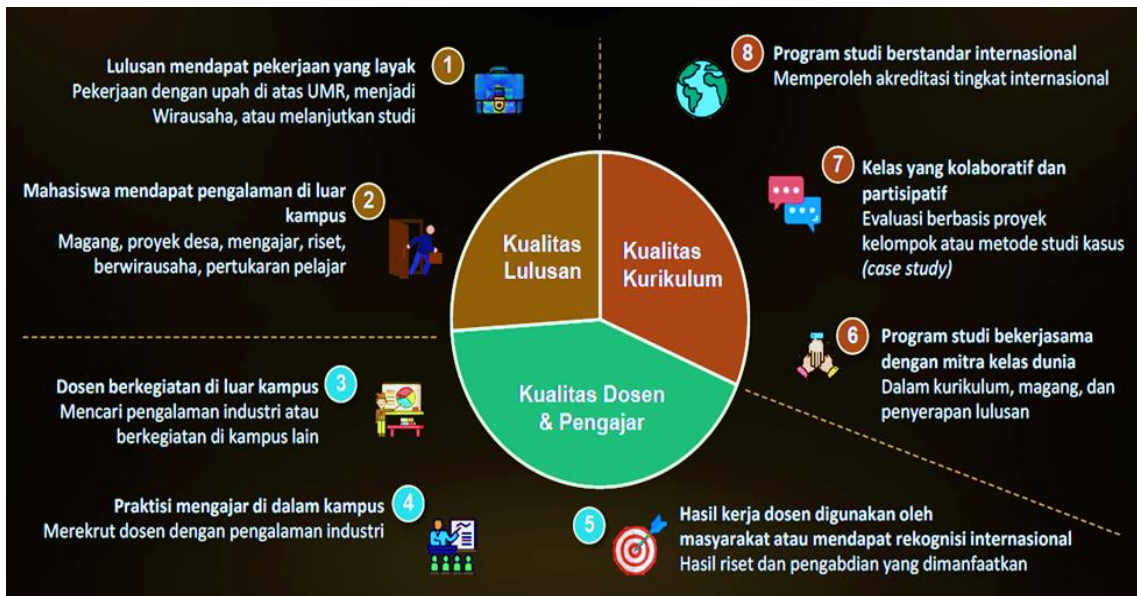 1
Lulusan mendapat pekerjaan yang layak
Pekerjaan dengan upah di atas UMR, menjadi
Wirausaha, atau melanjutkan studi
2
Mahasiswa mendapat pengalaman di luar
kampus
Magang, proyek desa, mengajar, riset,
berwirausaha, pertukaran pelajar
3
Dosen berkegiatan di luar kampus
Mencari pengalaman industri atau
berkegiatan di kampus lain
4
Praktisi mengajar di dalam kampus
Merekrut dosen dengan pengalaman industri
5
Hasil kerja dosen digunakan oleh
masyarakat atau mendapat rekognisi internasional
Hasil riset dan pengabdian yang dimanfaatkan
6
Program studi bekerjasama
dengan mitra kelas dunia
Dalam kurikulum, magang, dan
penyerapan lulusan
7
Kelas yang kolaboratif dan
partisipatif
Evaluasi berbasis proyek
kelompok atau metode studi kasus
(case study)
8
Program studi berstandar internasional
Memperoleh akreditasi tingkat internasional
Kualitas
Lulusan
Kualitas
Kurikulum
Kualitas Dosen
& Pengajar